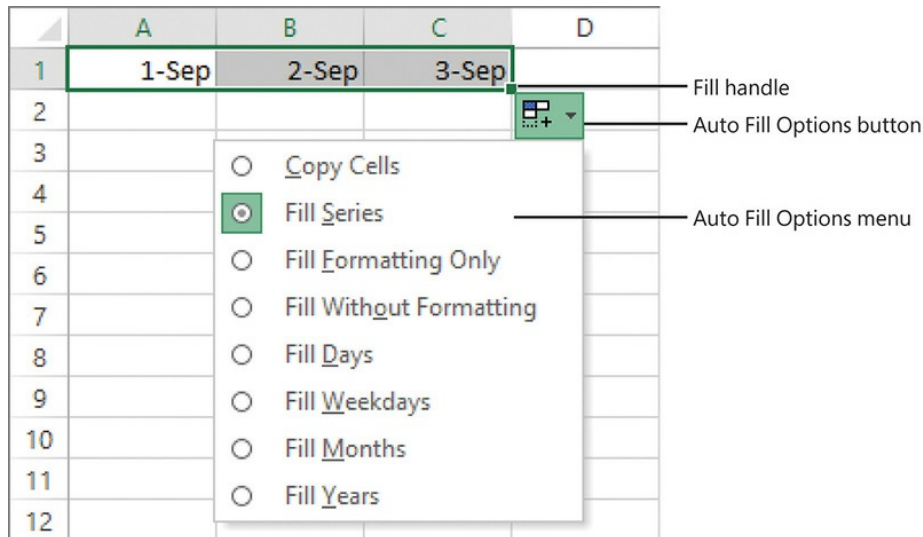 A B C D
1 1-Sep 2-Sep 3-Sep
Fill handle
2
Auto Fill Options button
3
Copy Cells
4
Fill Series
Auto Fill Options menu
5
Fill Formatting Only
6
7
Fill Without Formatting
8
Fill Days
9
Fill Weekdays
10
Fill Months
11
Fill Years
12